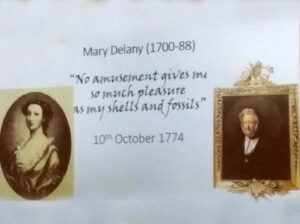 Mary Delany (1700-88)
"No amusement gives me
so much pleasure
as my shells and fossils"
10th October 1774